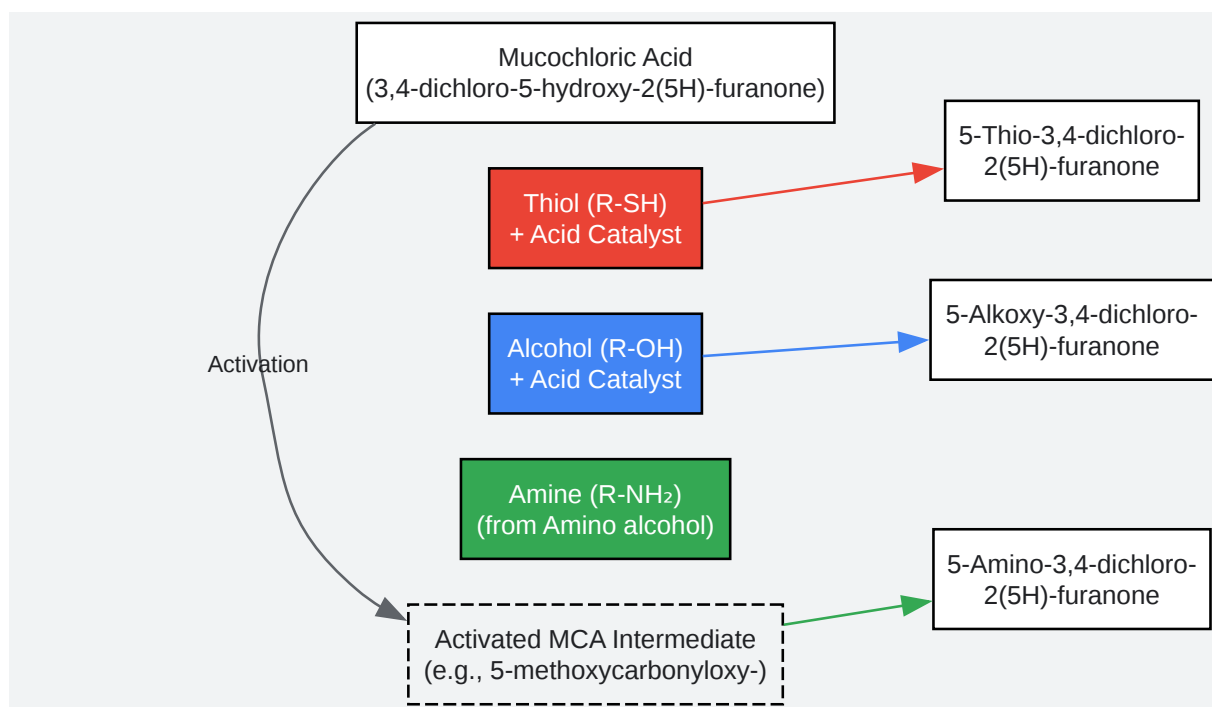 Mucochloric Acid
(3,4-dichloro-5-hydroxy-2(5H)-furanone)
5-Thio-3,4-dichloro-
2(5H)-furanone
Thiol (R-SH)
+ Acid Catalyst
5-Alkoxy-3,4-dichloro-
2(5H)-furanone
Alcohol (R-OH)
+ Acid Catalyst
Activation
Amine (R-NH₂)
(from Amino alcohol)
5-Amino-3,4-dichloro-
2(5H)-furanone
Activated MCA Intermediate
(e.g., 5-methoxycarbonyloxy-)